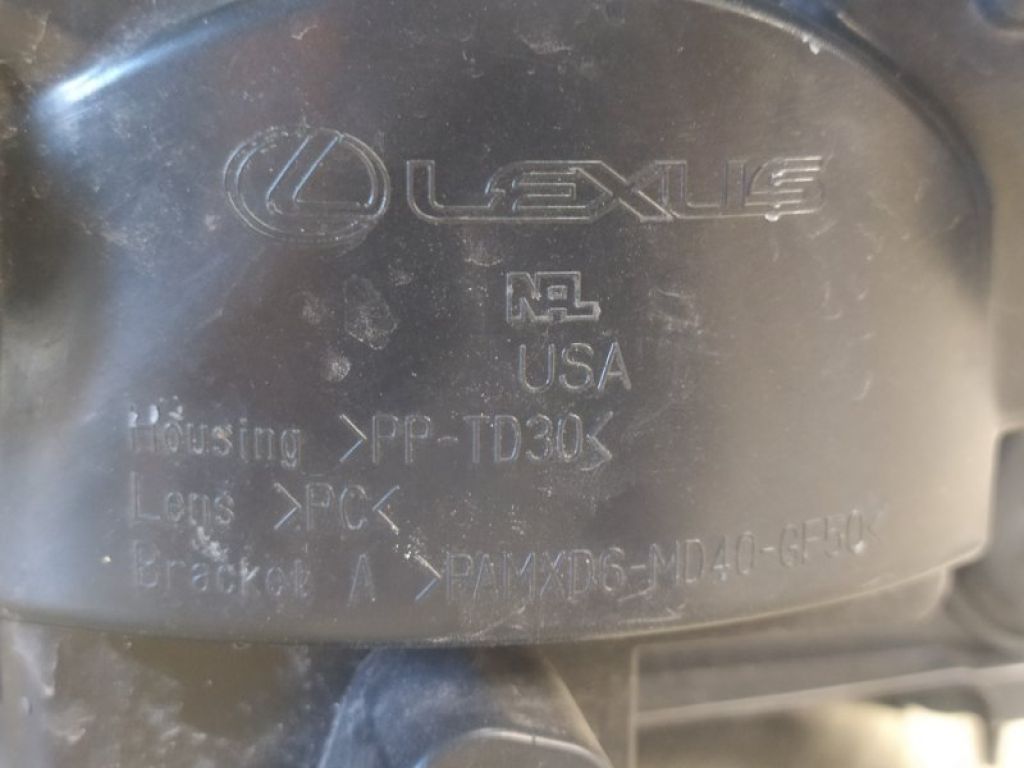 LEXUS
NAL
USA
Housing >PP-TD30<
Lens >PC<
Bracket A >PAMXD6-MD40-GF50<